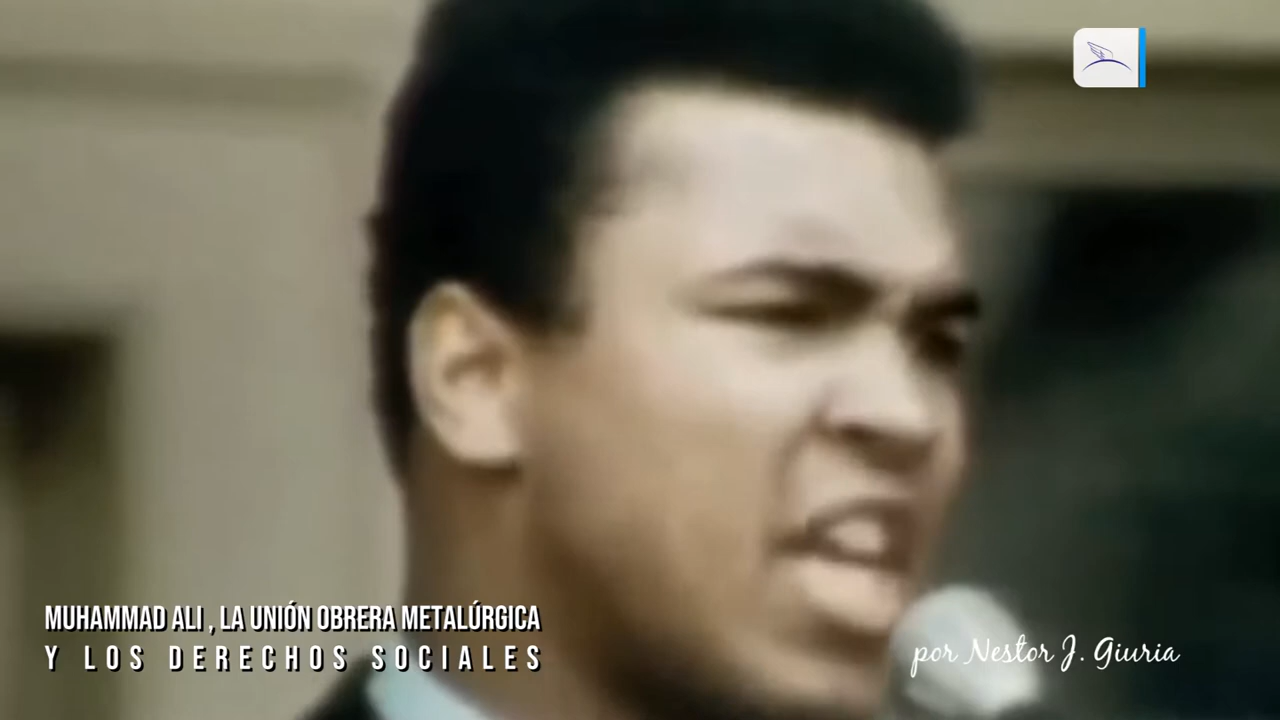 MUHAMMAD ALI , LA UNIÓN OBRERA METALÚRGICA
Y LOS DERECHOS SOCIALES
por Nestor J. Giuria